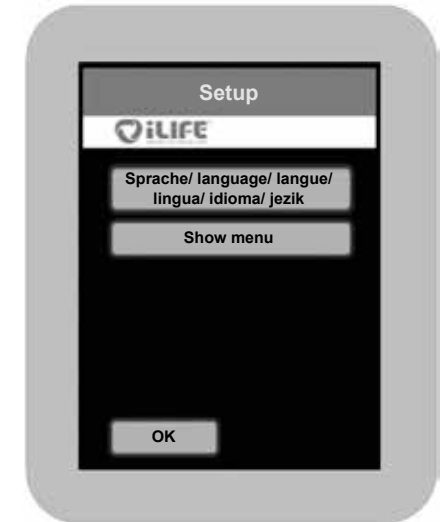 Setup
iLIFE
Sprache/ language/ langue/
lingua/ idioma/ jezik
Show menu
OK